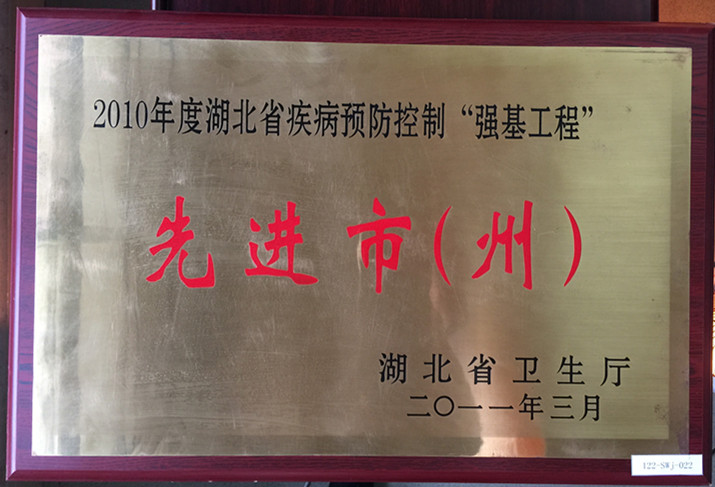 2010年度湖北省疾病预防控制“强基工程”
先进市(州)
湖北省卫生厅
二〇一一年三月
122-SWj-022